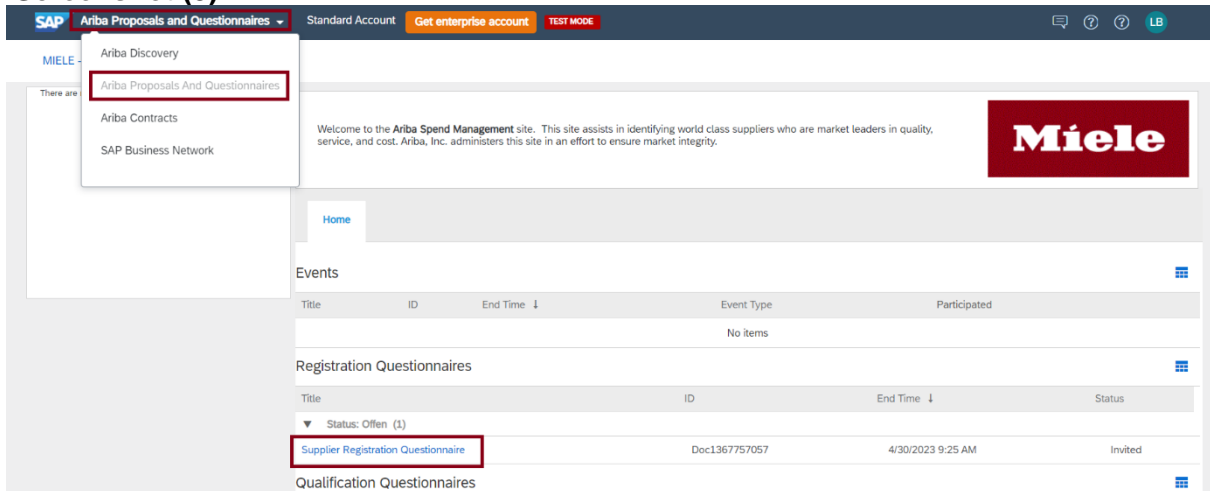 SAP Ariba Proposals and Questionnaires Standard Account Get enterprise account TEST MODE LB
MIELE -
Ariba Discovery
Ariba Proposals And Questionnaires
Ariba Contracts
SAP Business Network
There are
Welcome to the Ariba Spend Management site. This site assists in identifying world class suppliers who are market leaders in quality,
service, and cost. Ariba, Inc. administers this site in an effort to ensure market integrity.
Miele
Home
Events
Title ID End Time ↓ Event Type Participated
No items
Registration Questionnaires
Title ID End Time ↓ Status
▼ Status: Offen (1)
Supplier Registration Questionnaire Doc1367757057 4/30/2023 9:25 AM Invited
Qualification Questionnaires